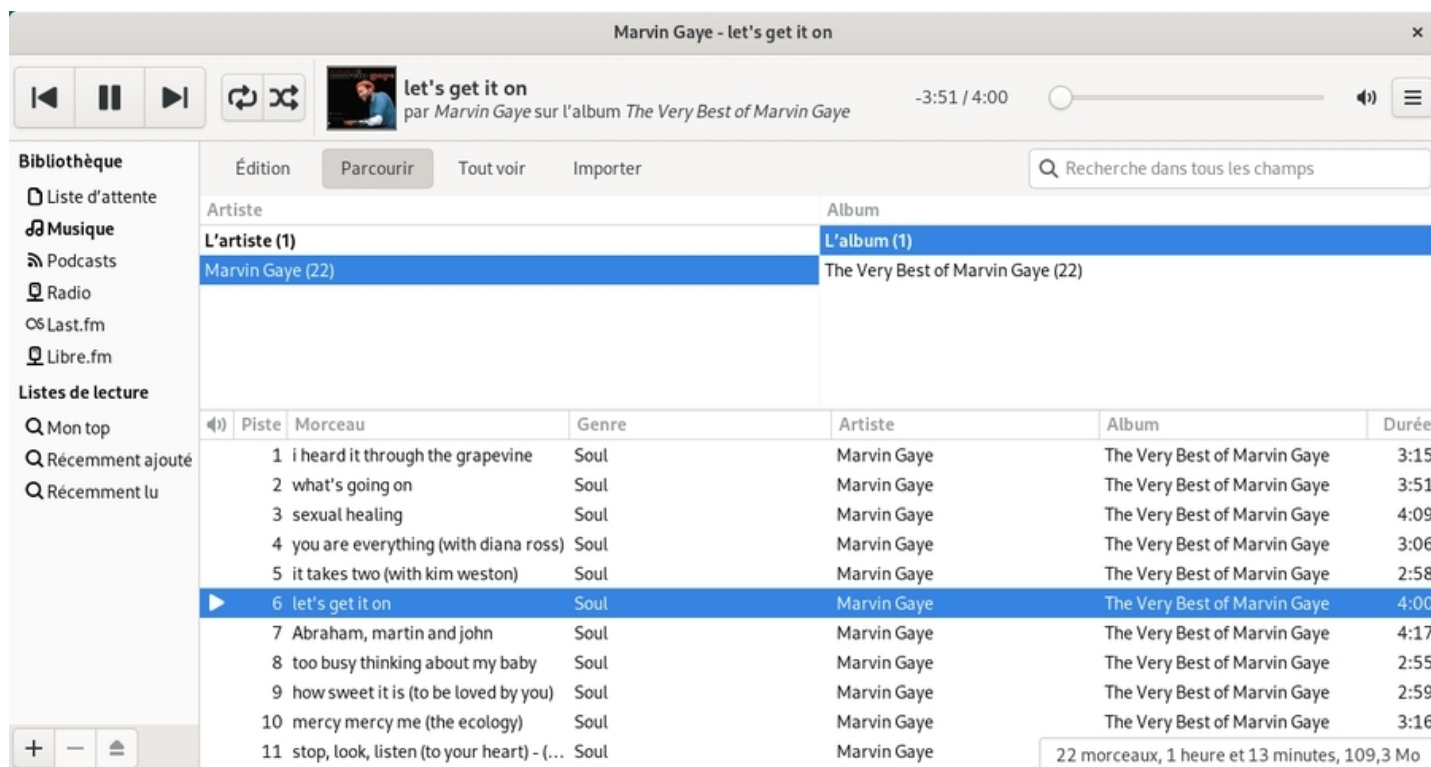 Marvin Gaye - let's get it on
let's get it on
par Marvin Gaye sur l'album The Very Best of Marvin Gaye
-3:51 / 4:00
Bibliothèque
Liste d'attente
Musique
Podcasts
Radio
Last.fm
Libre.fm
Listes de lecture
Mon top
Récemment ajouté
Récemment lu
Édition Parcourir Tout voir Importer Recherche dans tous les champs
Artiste Album
L'artiste (1) L'album (1)
Marvin Gaye (22) The Very Best of Marvin Gaye (22)
Piste Morceau Genre Artiste Album Durée
1 i heard it through the grapevine Soul Marvin Gaye The Very Best of Marvin Gaye 3:15
2 what's going on Soul Marvin Gaye The Very Best of Marvin Gaye 3:51
3 sexual healing Soul Marvin Gaye The Very Best of Marvin Gaye 4:09
4 you are everything (with diana ross) Soul Marvin Gaye The Very Best of Marvin Gaye 3:06
5 it takes two (with kim weston) Soul Marvin Gaye The Very Best of Marvin Gaye 2:58
6 let's get it on Soul Marvin Gaye The Very Best of Marvin Gaye 4:00
7 Abraham, martin and john Soul Marvin Gaye The Very Best of Marvin Gaye 4:17
8 too busy thinking about my baby Soul Marvin Gaye The Very Best of Marvin Gaye 2:55
9 how sweet it is (to be loved by you) Soul Marvin Gaye The Very Best of Marvin Gaye 2:59
10 mercy mercy me (the ecology) Soul Marvin Gaye The Very Best of Marvin Gaye 3:16
11 stop, look, listen (to your heart) - (... Soul Marvin Gaye
22 morceaux, 1 heure et 13 minutes, 109,3 Mo